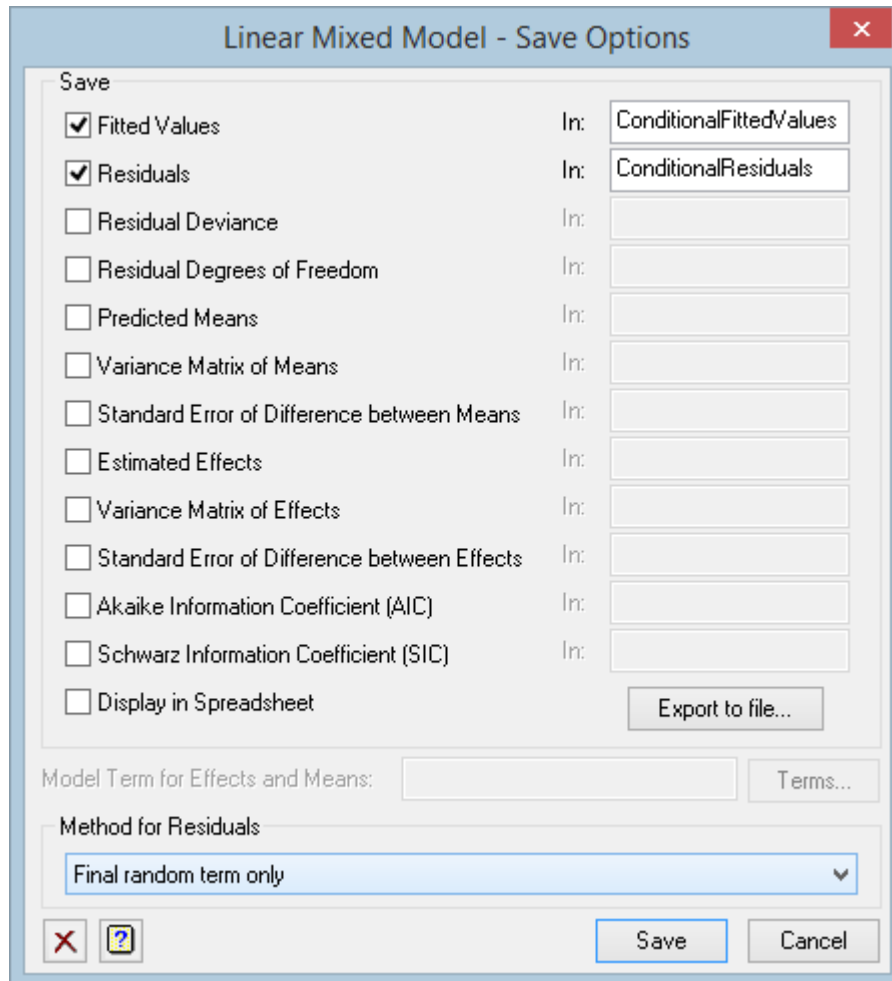 Linear Mixed Model - Save Options
Save
Fitted Values In: ConditionalFittedValues
Residuals In: ConditionalResiduals
Residual Deviance In:
Residual Degrees of Freedom In:
Predicted Means In:
Variance Matrix of Means In:
Standard Error of Difference between Means In:
Estimated Effects In:
Variance Matrix of Effects In:
Standard Error of Difference between Effects In:
Akaike Information Coefficient (AIC) In:
Schwarz Information Coefficient (SIC) In:
Display in Spreadsheet Export to file...
Model Term for Effects and Means: Terms...
Method for Residuals
Final random term only
? Save Cancel